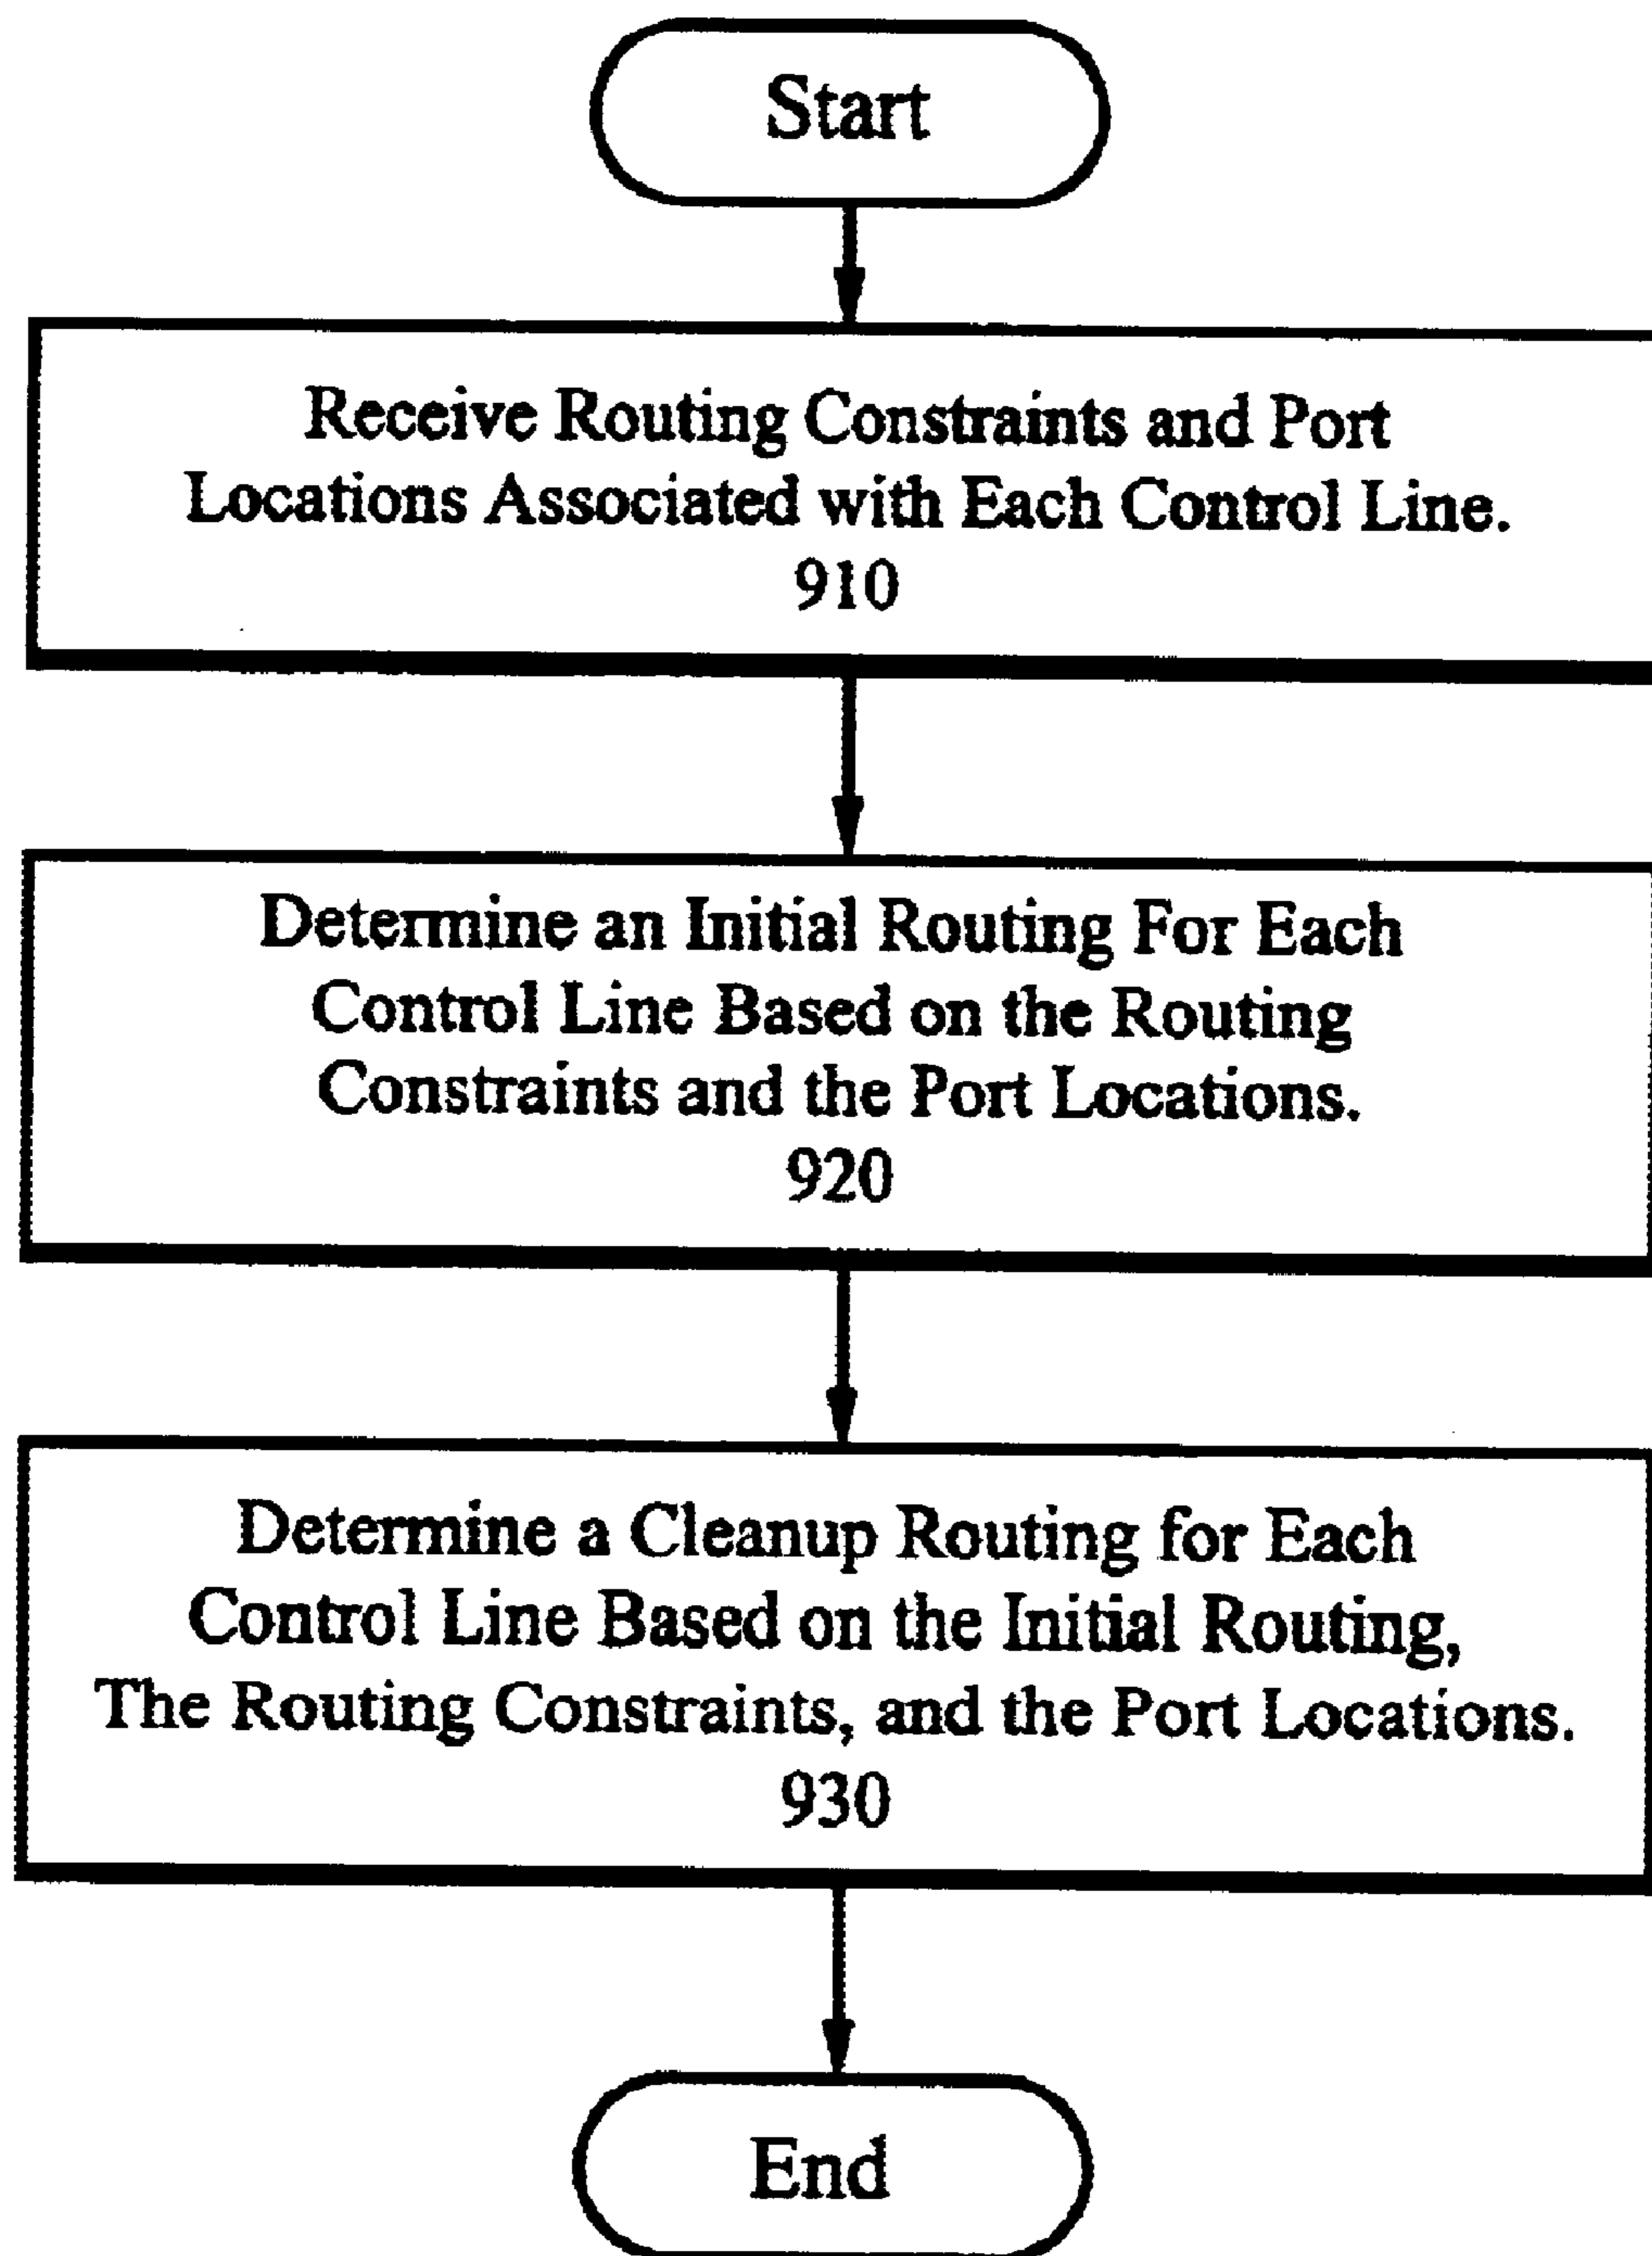 Start
Receive Routing Constraints and Port
Locations Associated with Each Control Line.
910
Determine an Initial Routing For Each
Control Line Based on the Routing
Constraints and the Port Locations.
920
Determine a Cleanup Routing for Each
Control Line Based on the Initial Routing,
The Routing Constraints, and the Port Locations.
930
End